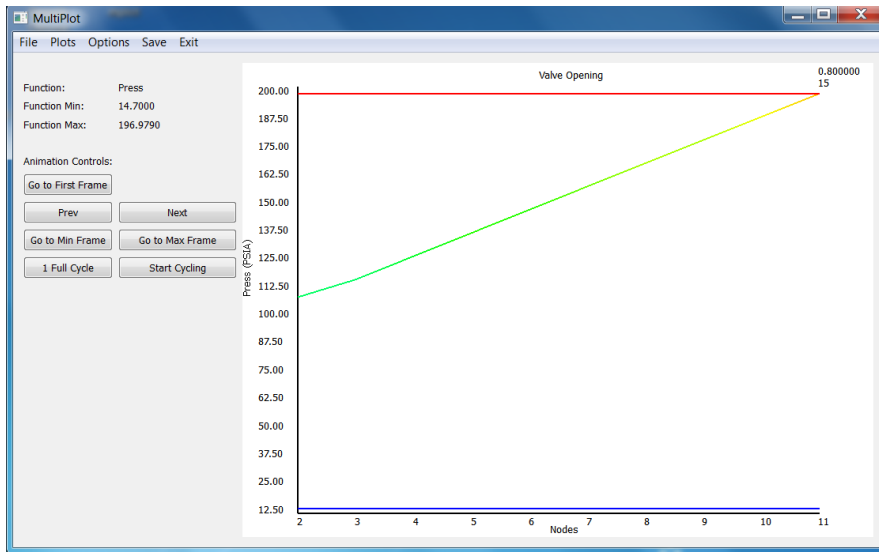 MultiPlot
File Plots Options Save Exit
Function: Press
Function Min: 14.7000
Function Max: 196.9790
Animation Controls:
Go to First Frame
Prev Next
Go to Min Frame Go to Max Frame
1 Full Cycle Start Cycling
Valve Opening
0.800000
15
Press (PSIA)
200.00
187.50
175.00
162.50
150.00
137.50
125.00
112.50
100.00
87.50
75.00
62.50
50.00
37.50
25.00
12.50
2 3 4 5 6 7 8 9 10 11
Nodes